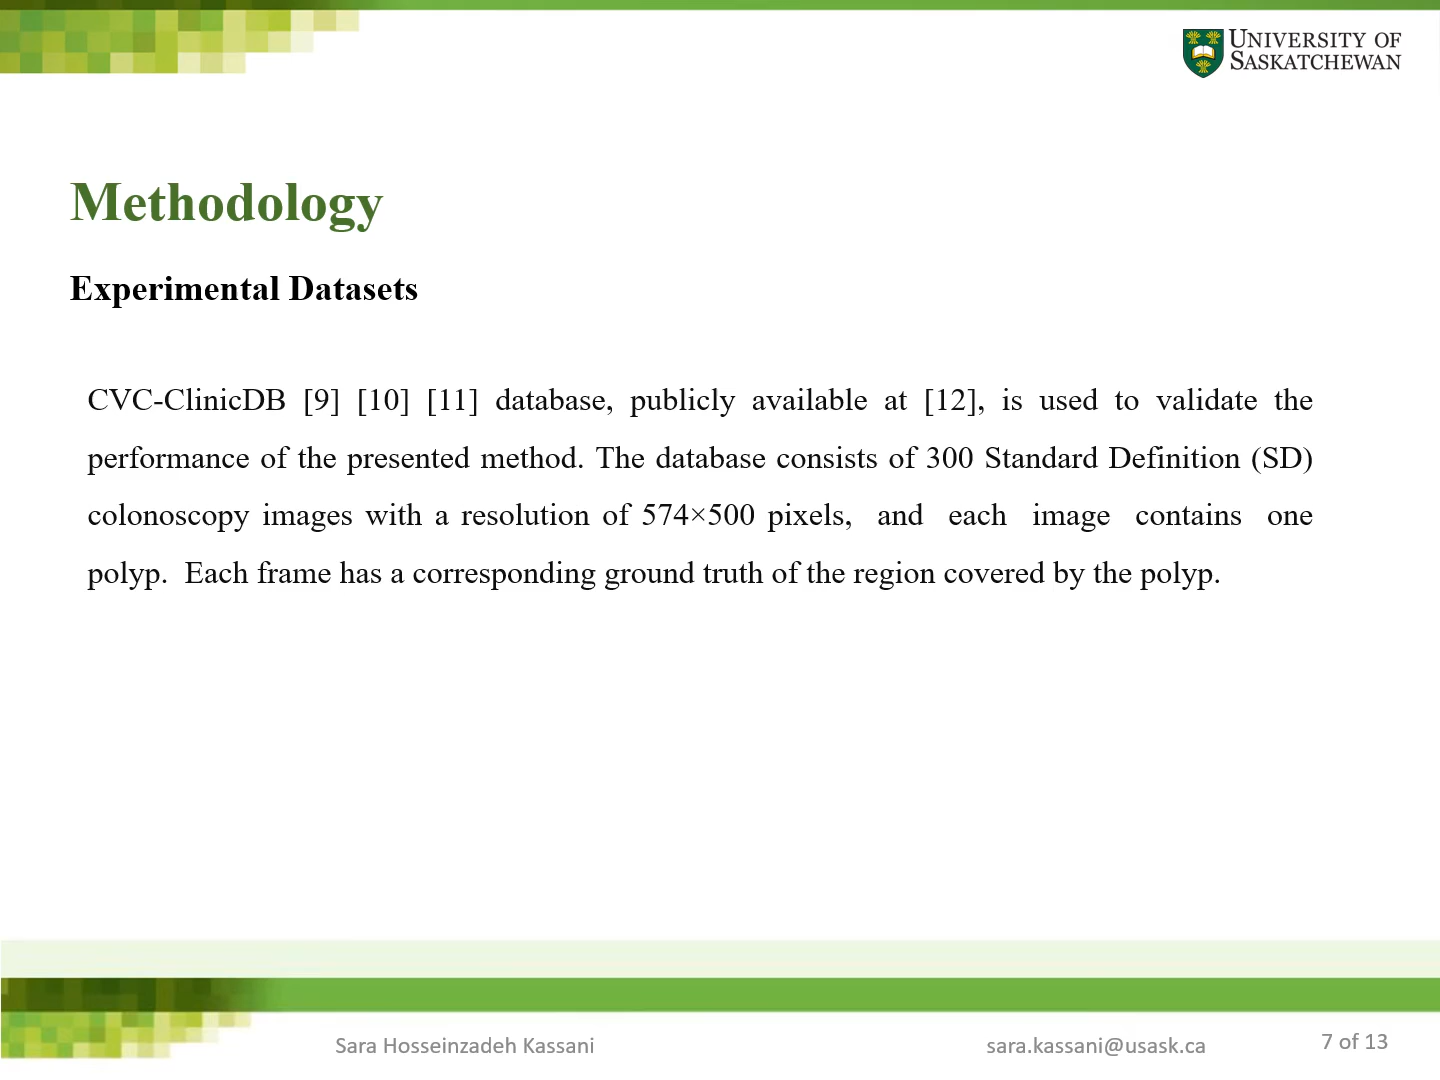 UNIVERSITY OF
SASKATCHEWAN
Methodology
Experimental Datasets
CVC-ClinicDB [9] [10] [11] database, publicly available at [12], is used to validate the
performance of the presented method. The database consists of 300 Standard Definition (SD)
colonoscopy images with a resolution of 574×500 pixels, and each image contains one
polyp. Each frame has a corresponding ground truth of the region covered by the polyp.
Sara Hosseinzadeh Kassani
sara.kassani@usask.ca
7 of 13